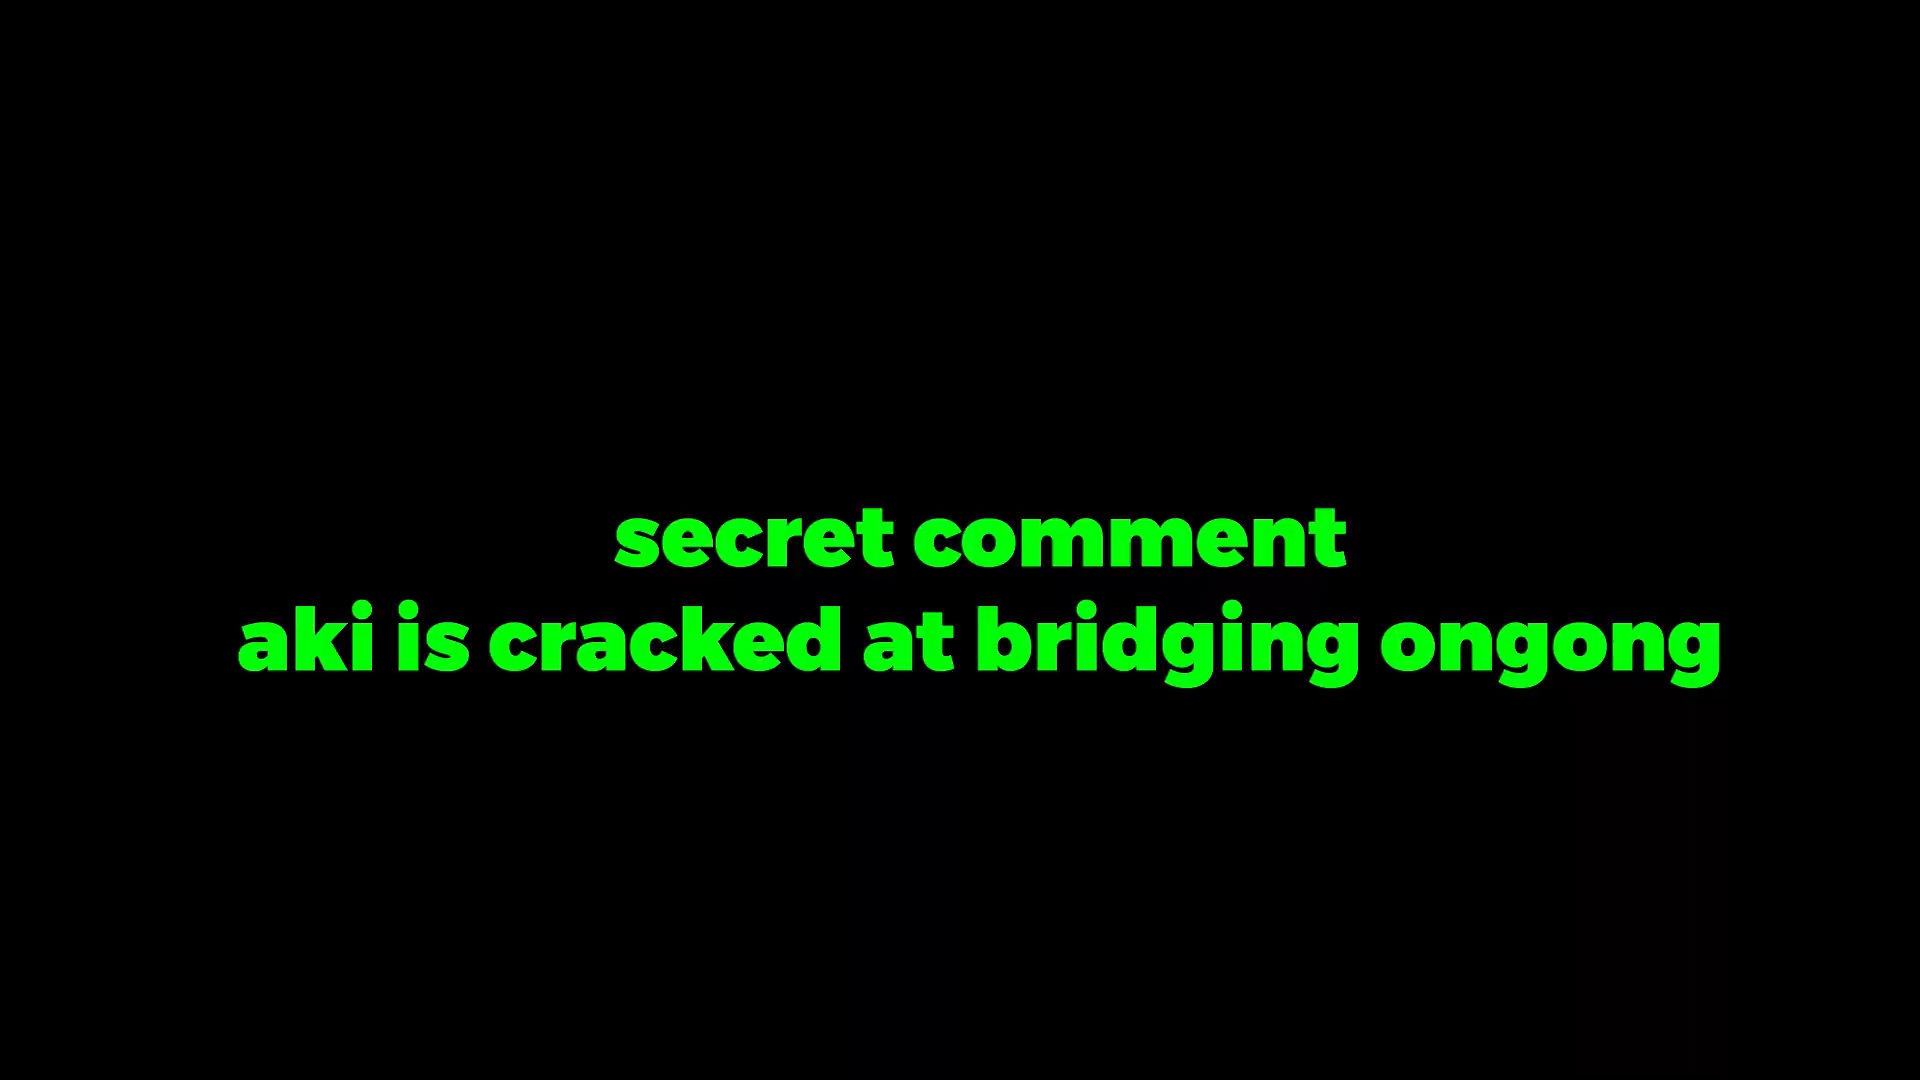 secret comment
aki is cracked at bridging ongong